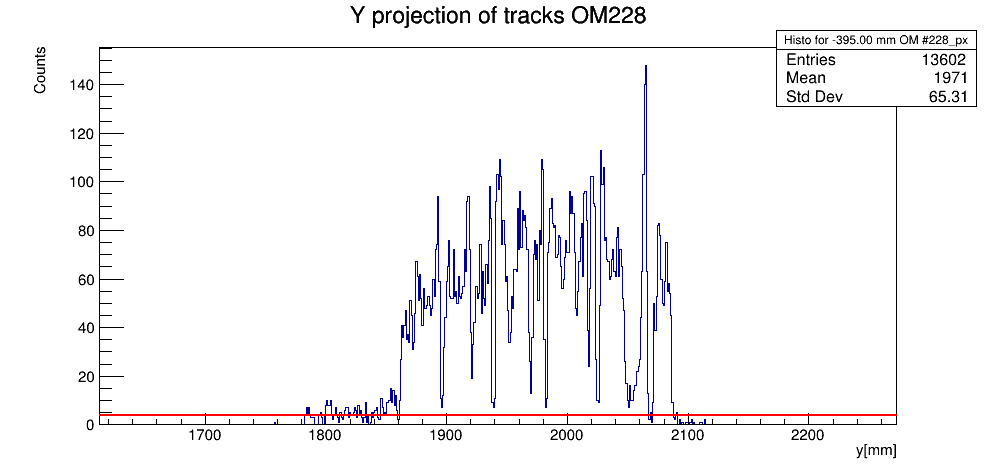 Y projection of tracks OM228
Histo for -395.00 mm OM #228_px
Entries 13602
Mean 1971
Std Dev 65.31
Counts
140
120
100
80
60
40
20
0
1700 1800 1900 2000 2100 2200
y[mm]